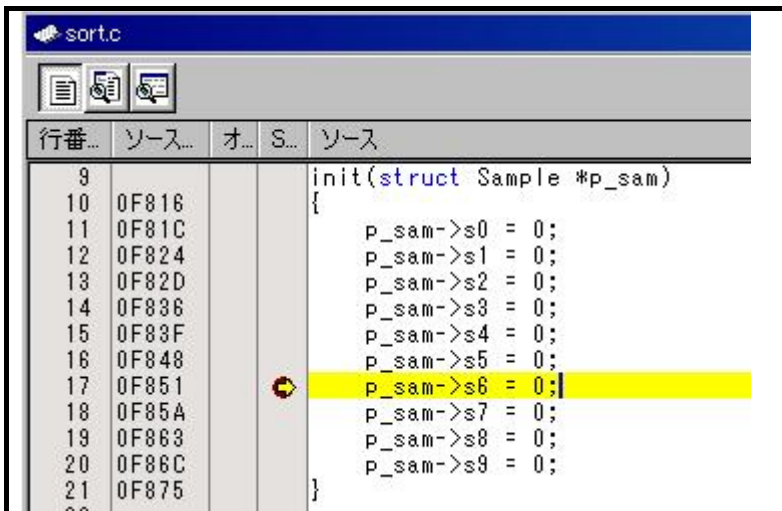 sort.c
行番... ソース... オ... S... ソース
9 init(struct Sample *p_sam)
10 0F816 {
11 0F81C p_sam->s0 = 0;
12 0F824 p_sam->s1 = 0;
13 0F82D p_sam->s2 = 0;
14 0F836 p_sam->s3 = 0;
15 0F83F p_sam->s4 = 0;
16 0F848 p_sam->s5 = 0;
17 0F851 p_sam->s6 = 0;
18 0F85A p_sam->s7 = 0;
19 0F863 p_sam->s8 = 0;
20 0F86C p_sam->s9 = 0;
21 0F875 }